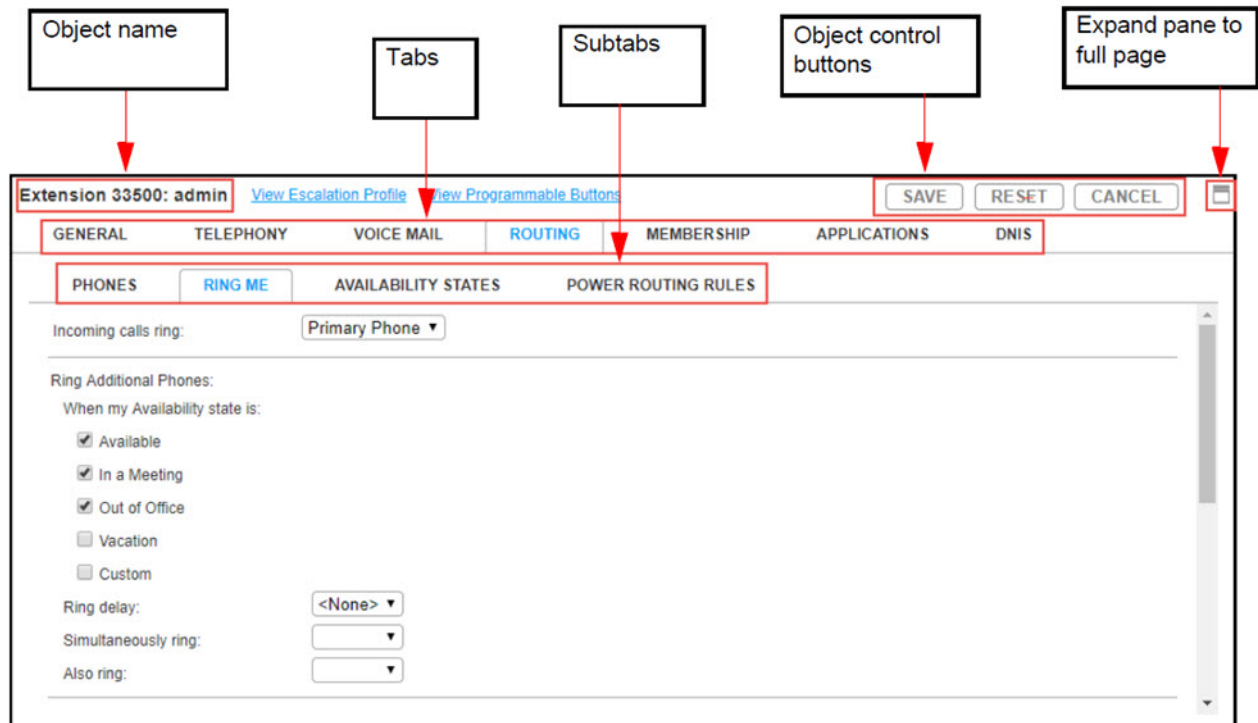 Object name
Tabs
Subtabs
Object control
buttons
Expand pane to
full page
Extension 33500: admin View Escalation Profile View Programmable Buttons SAVE RESET CANCEL
GENERAL TELEPHONY VOICE MAIL ROUTING MEMBERSHIP APPLICATIONS DNIS
PHONES RING ME AVAILABILITY STATES POWER ROUTING RULES
Incoming calls ring: Primary Phone
Ring Additional Phones:
When my Availability state is:
Available
In a Meeting
Out of Office
Vacation
Custom
Ring delay: <None>
Simultaneously ring:
Also ring: